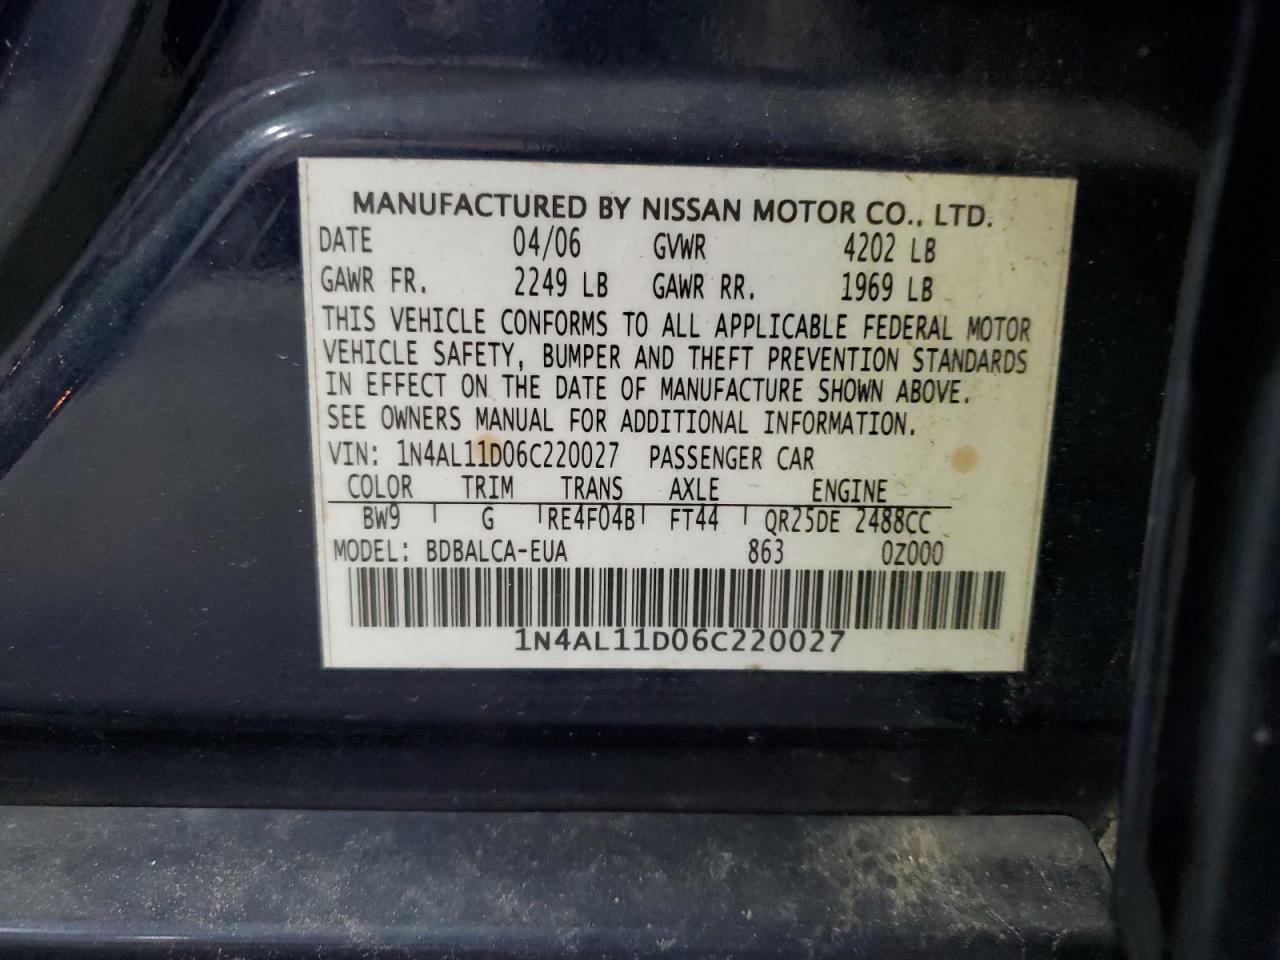 MANUFACTURED BY NISSAN MOTOR CO., LTD.
DATE 04/06 GVWR 4202 LB
GAWR FR. 2249 LB GAWR RR. 1969 LB
THIS VEHICLE CONFORMS TO ALL APPLICABLE FEDERAL MOTOR
VEHICLE SAFETY, BUMPER AND THEFT PREVENTION STANDARDS
IN EFFECT ON THE DATE OF MANUFACTURE SHOWN ABOVE.
SEE OWNERS MANUAL FOR ADDITIONAL INFORMATION.
VIN: 1N4AL11D06C220027 PASSENGER CAR
COLOR TRIM TRANS AXLE ENGINE
BW9 G RE4F04B FT44 QR25DE 2488CC
MODEL: BDBALCA-EUA 863 0Z000
1N4AL11D06C220027